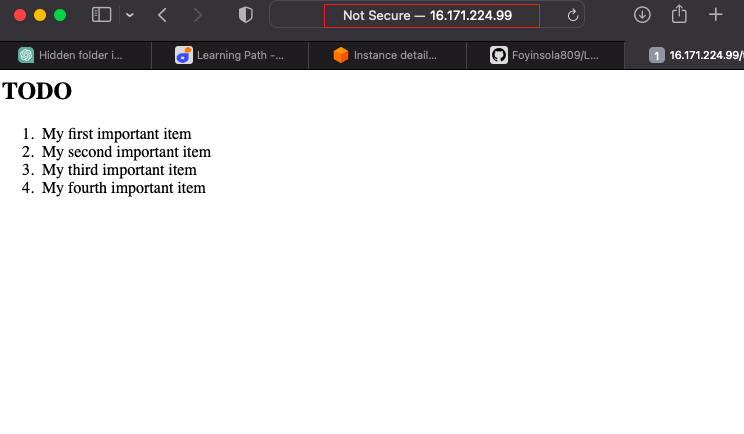 Not Secure — 16.171.224.99
Hidden folder i...
Learning Path -...
Instance detail...
Foyinsola809/L...
1 16.171.224.99/
TODO
1. My first important item
2. My second important item
3. My third important item
4. My fourth important item